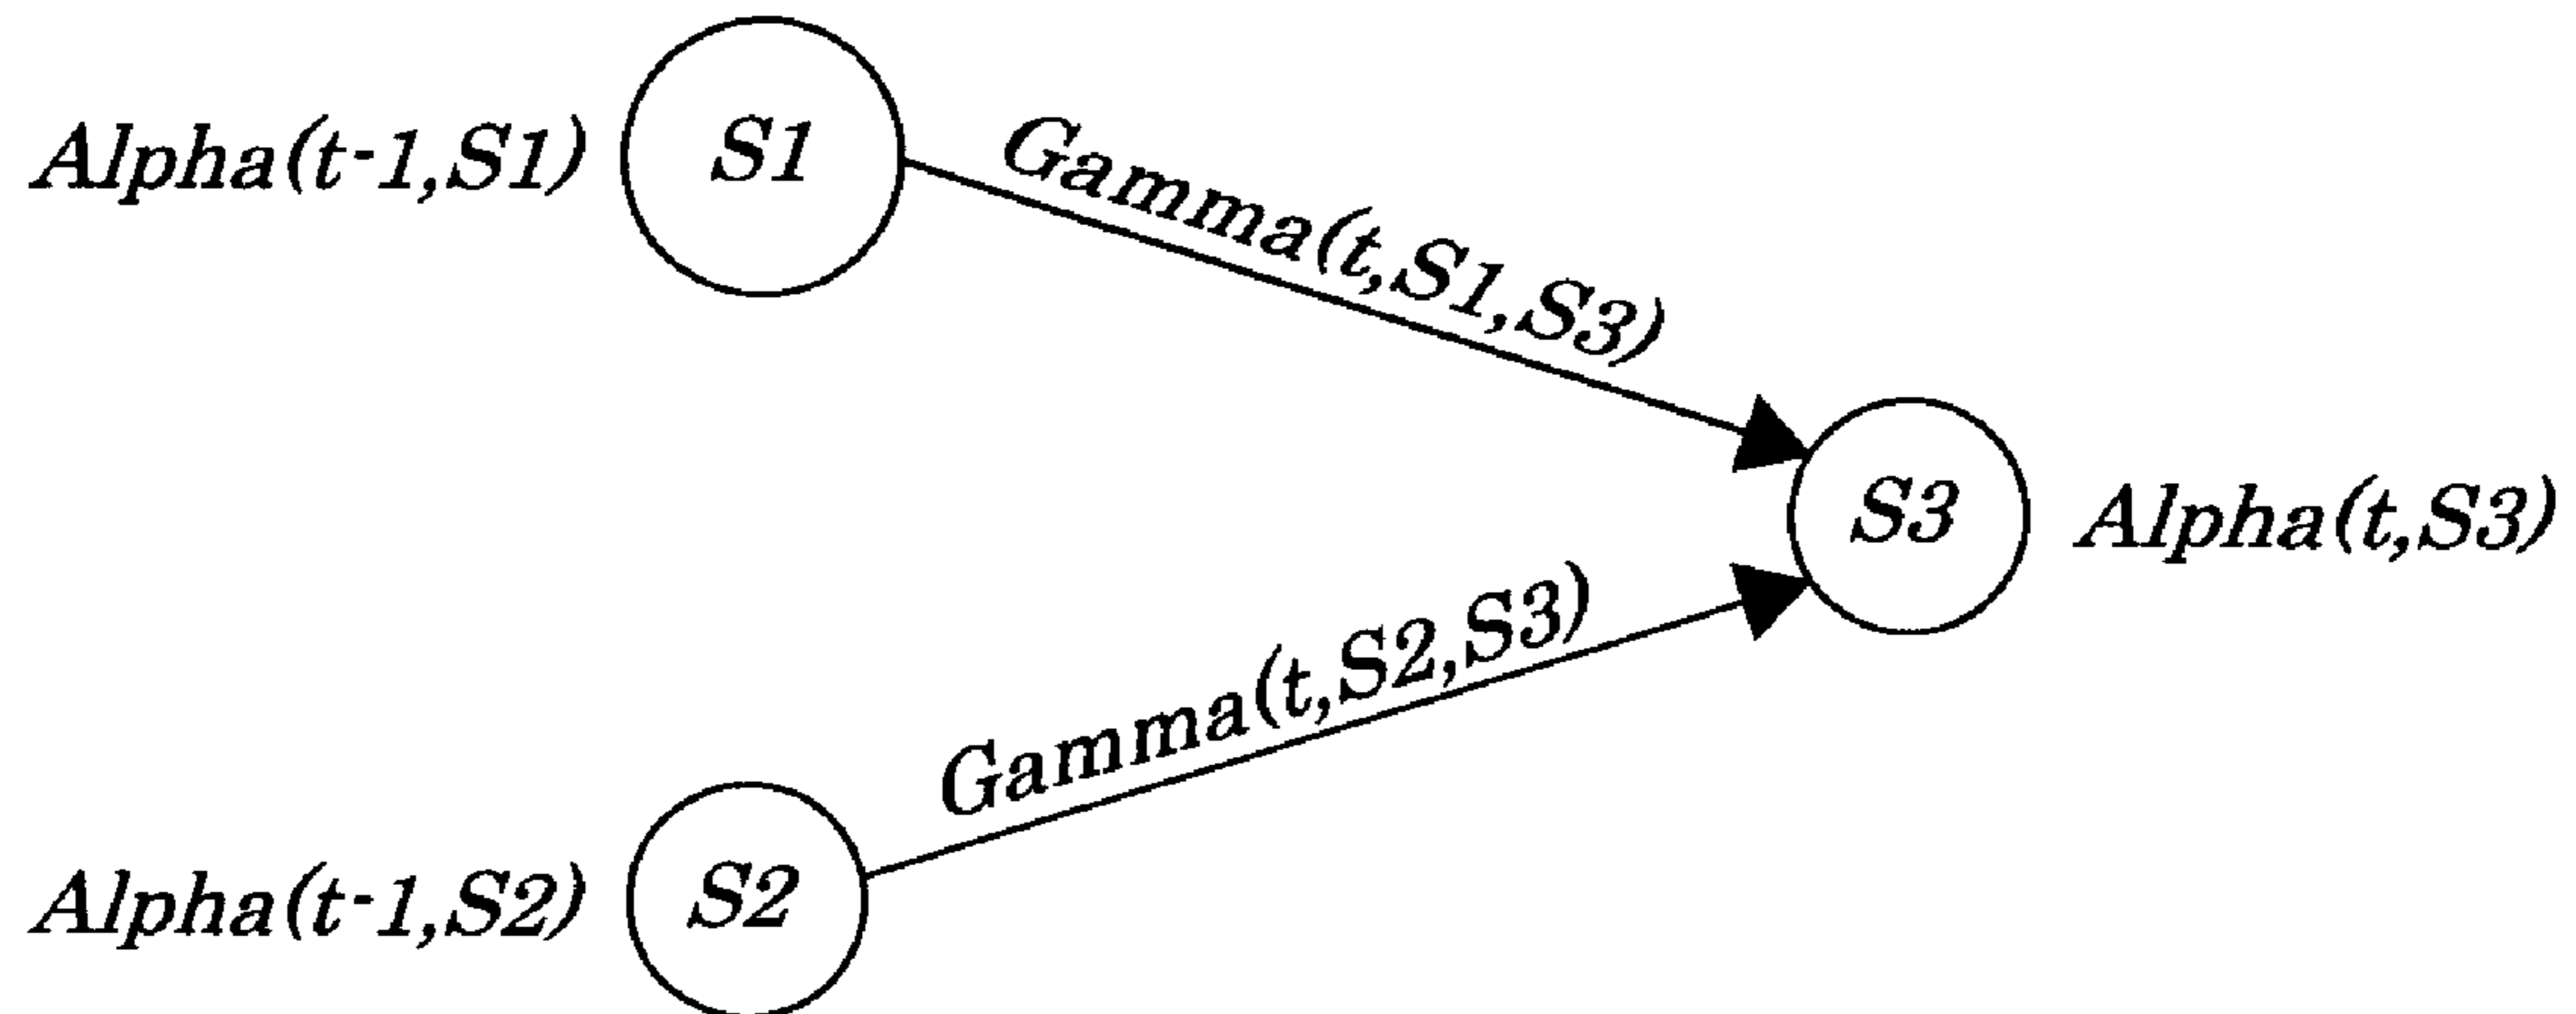 Alpha(t-1,S1)
S1
Gamma(t,S1,S3)
S3
Alpha(t,S3)
Gamma(t,S2,S3)
Alpha(t-1,S2)
S2